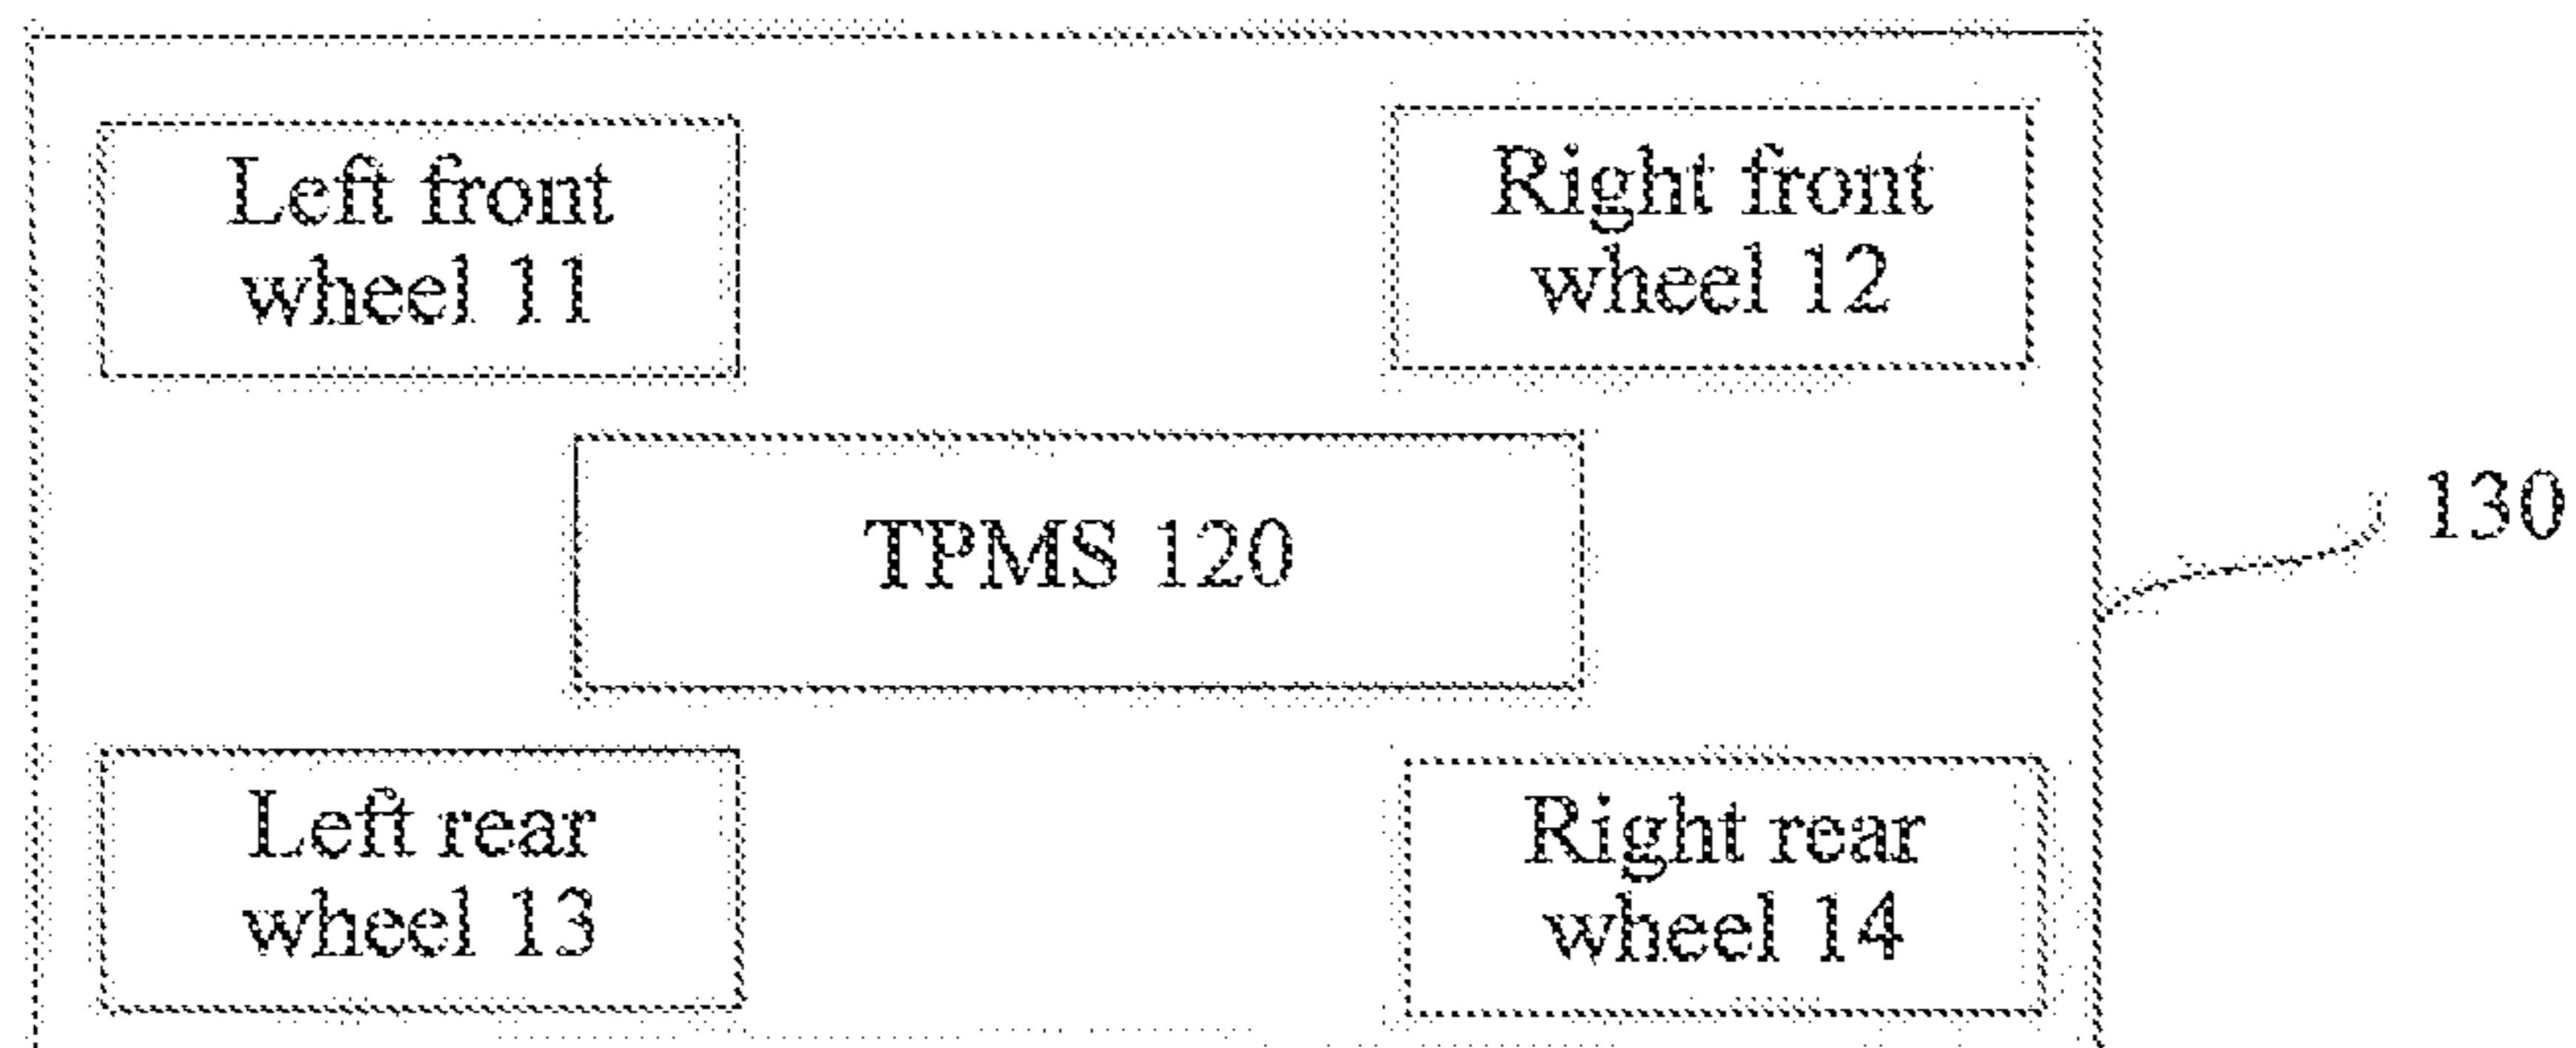 Left front
wheel 11
Right front
wheel 12
TPMS 120
130
Left rear
wheel 13
Right rear
wheel 14